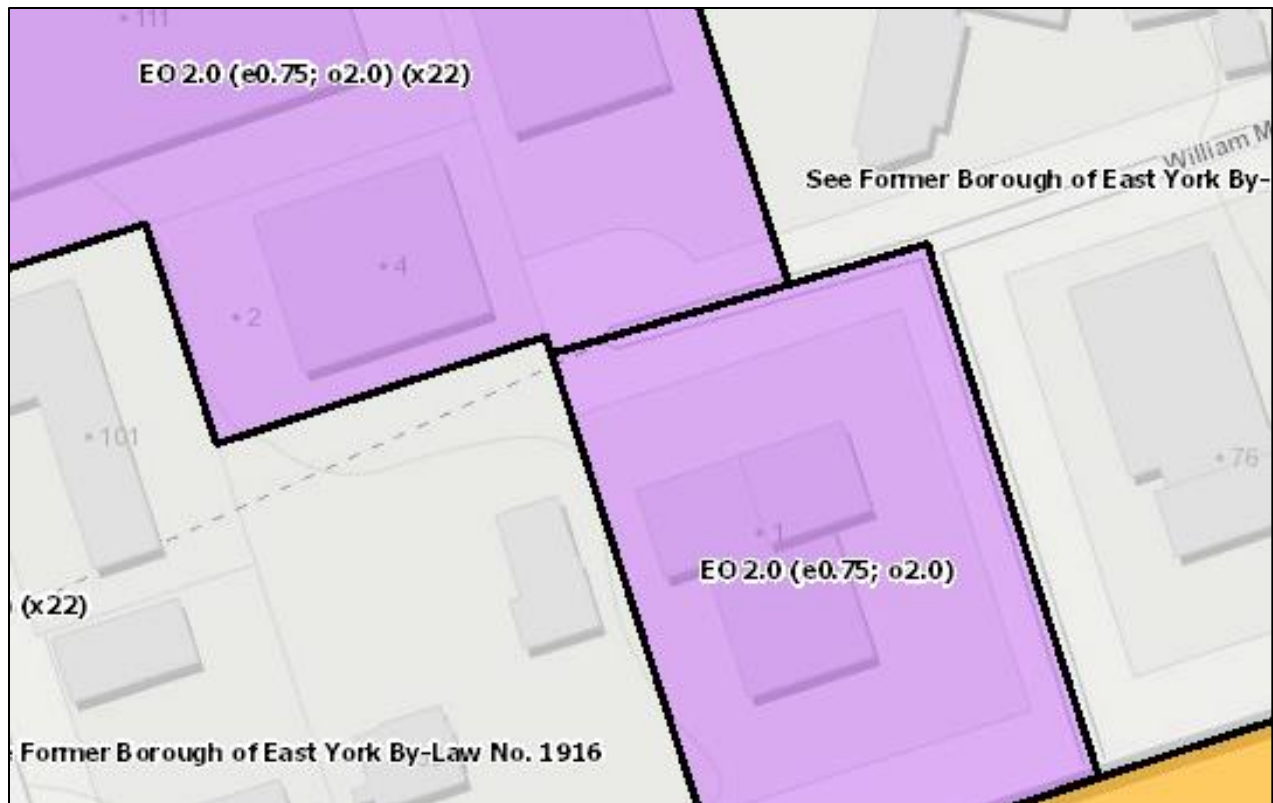 111
EO 2.0 (e0.75; o2.0) (x22)
William M
See Former Borough of East York By-
4
2
101
76
1
EO 2.0 (e0.75; o2.0)
(x22)
Former Borough of East York By-Law No. 1916